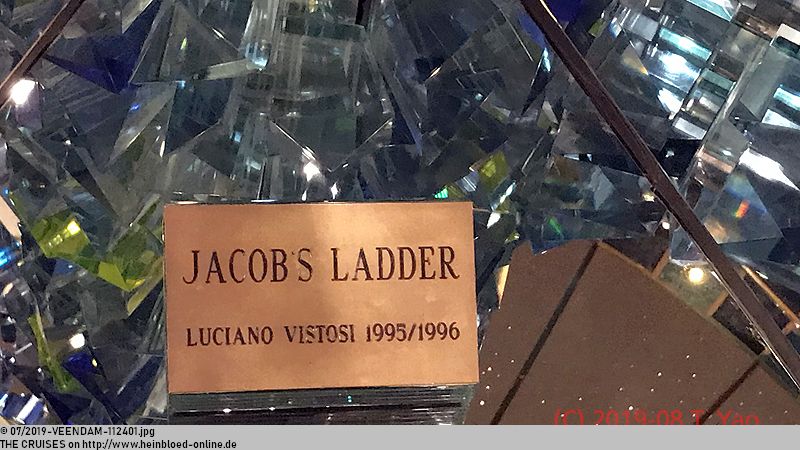 JACOB'S LADDER
LUCIANO VISTOSI 1995/1996
(C) 2019-08 T. Yao
© 07/2019-VEENDAM-112401.jpg
THE CRUISES on http://www.heinbloed-online.de